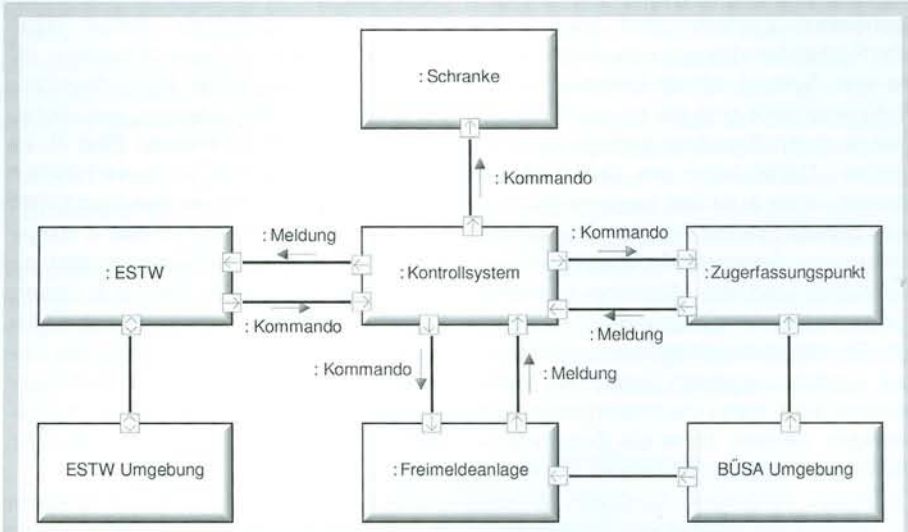 : Schranke
: Kommando
: Meldung
: Kommando
: ESTW
: Kontrollsystem
: Zugerfassungspunkt
: Kommando
: Meldung
: Kommando
: Meldung
ESTW Umgebung
: Freimeldeanlage
BÜSA Umgebung